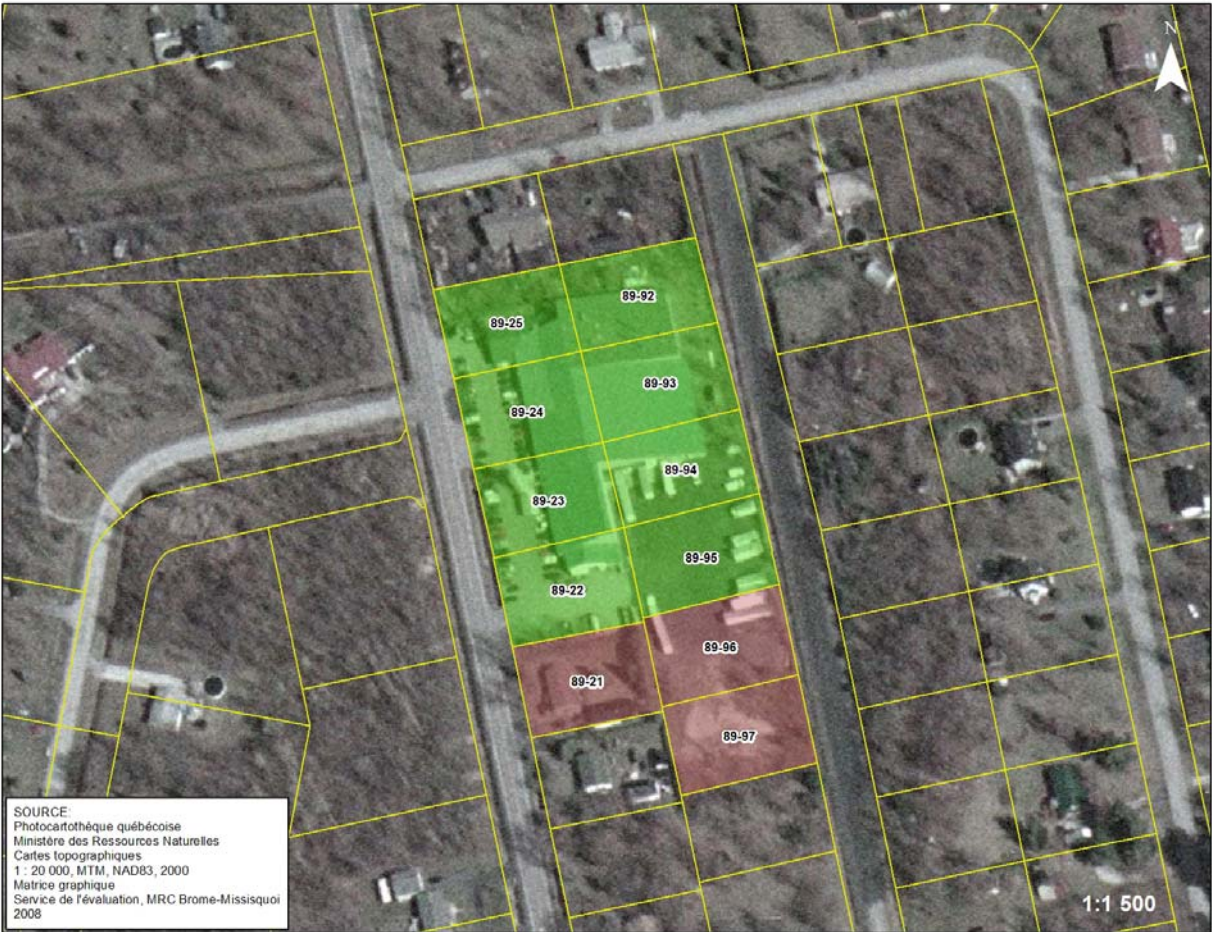 N
89-92
89-25
89-93
89-24
89-94
89-23
89-95
89-22
89-96
89-21
89-97
SOURCE:
Photocartothèque québécoise
Ministère des Ressources Naturelles
Cartes topographiques
1 : 20 000, MTM, NAD83, 2000
Matrice graphique
Service de l'évaluation, MRC Brome-Missisquoi
2008
1:1 500